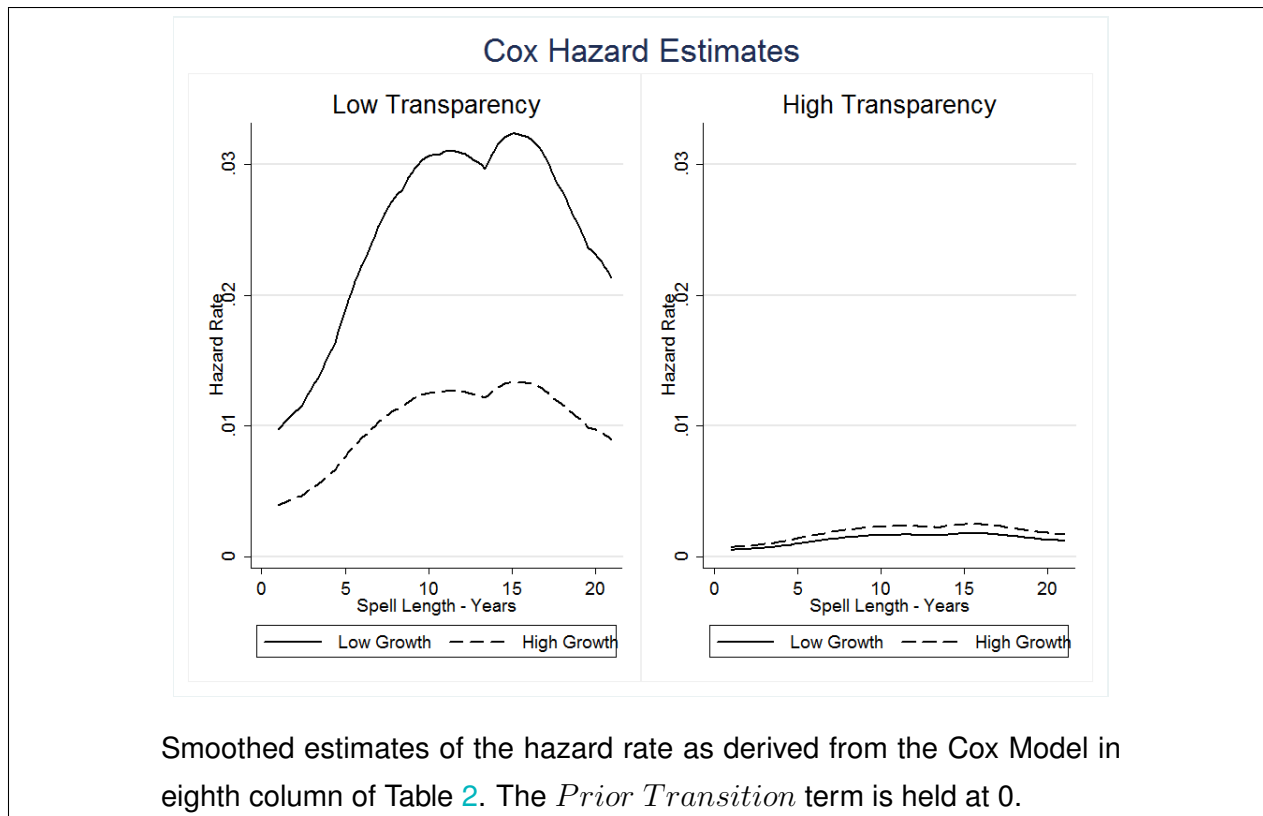 Cox Hazard Estimates
Low Transparency
Hazard Rate
.03
.02
.01
0
0 5 10 15 20
Spell Length - Years
Low Growth High Growth
High Transparency
Hazard Rate
.03
.02
.01
0
0 5 10 15 20
Spell Length - Years
Low Growth High Growth
Smoothed estimates of the hazard rate as derived from the Cox Model in
eighth column of Table 2. The Prior Transition term is held at 0.